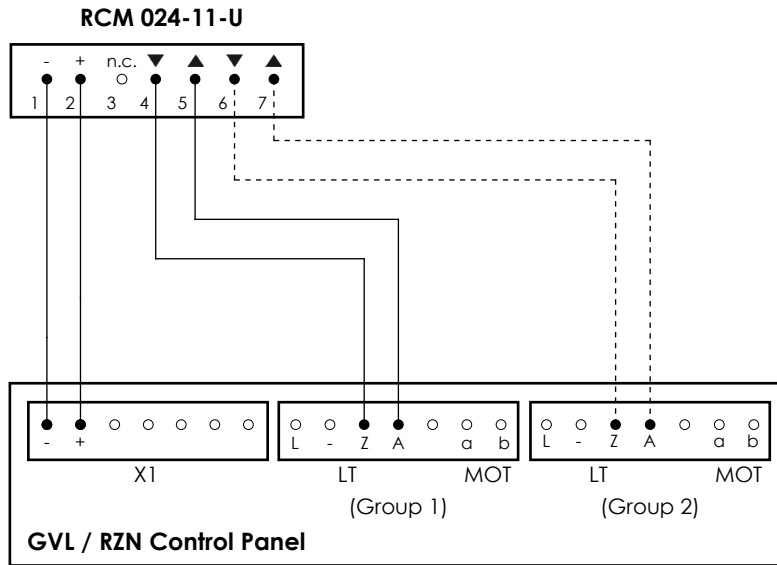 RCM 024-11-U
- + n.c. ▼ ▲ ▼ ▲
1 2 3 4 5 6 7
- +
L - Z A a b
L - Z A a b
X1
LT MOT
LT MOT
(Group 1)
(Group 2)
GVL / RZN Control Panel